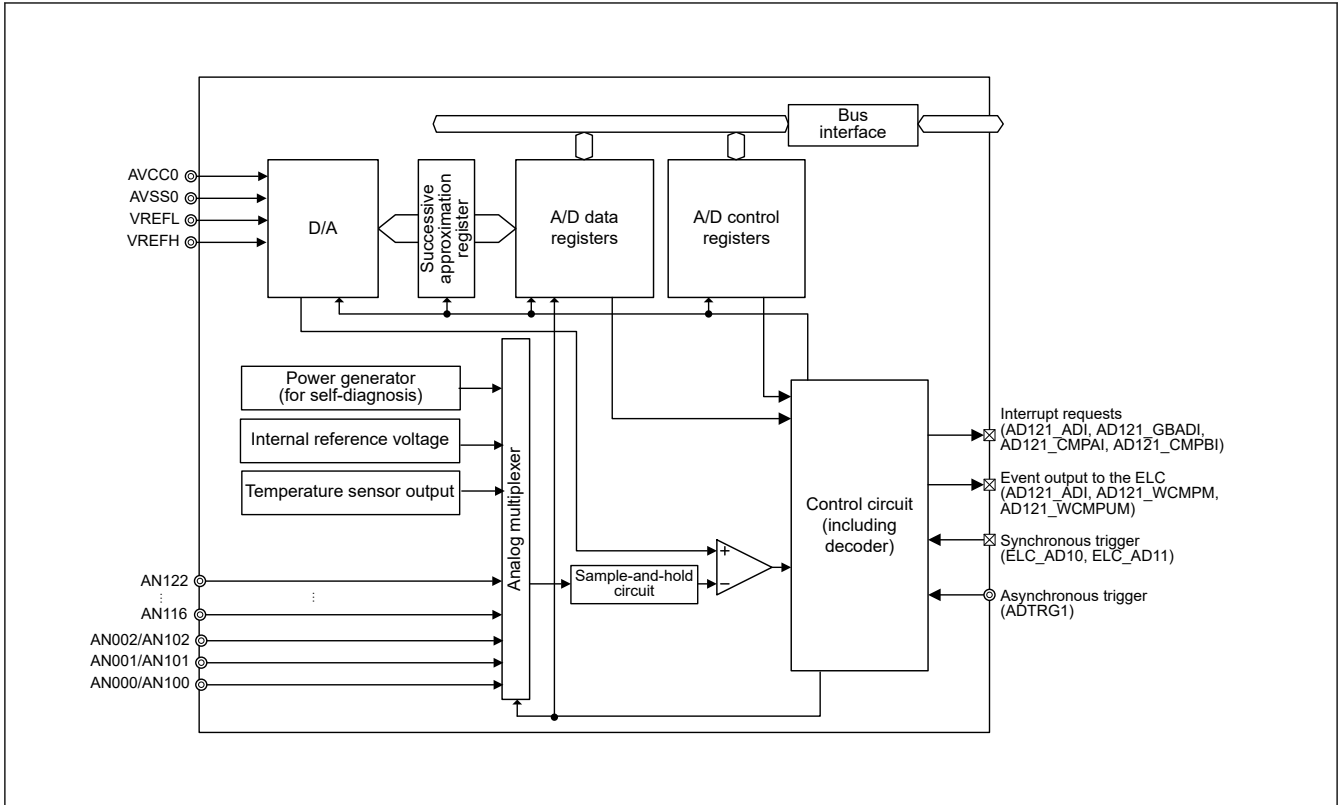 Bus
interface
AVCC0
AVSS0
VREFL
VREFH
D/A
Successive
approximation
register
A/D data
registers
A/D control
registers
Power generator
(for self-diagnosis)
Internal reference voltage
Temperature sensor output
Analog multiplexer
Sample-and-hold
circuit
+
−
Control circuit
(including
decoder)
Interrupt requests
(AD121_ADI, AD121_GBADI,
AD121_CMPAI, AD121_CMPBI)
Event output to the ELC
(AD121_ADI, AD121_WCMPM,
AD121_WCMPUM)
Synchronous trigger
(ELC_AD10, ELC_AD11)
Asynchronous trigger
(ADTRG1)
AN122
AN116
AN002/AN102
AN001/AN101
AN000/AN100